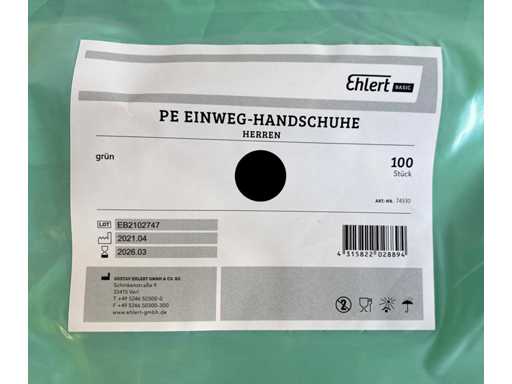 Ehlert BASIC
PE EINWEG-HANDSCHUHE
HERREN
grün
100
Stück
ART.-NR. 74930
LOT EB2102747
2021.04
2026.03
4 315822 028894
GUSTAV EHLERT GMBH & CO. KG
Schinkenstraße 9
33415 Verl
T +49 5246 50300-0
F +49 5246 50300-300
www.ehlert-gmbh.de